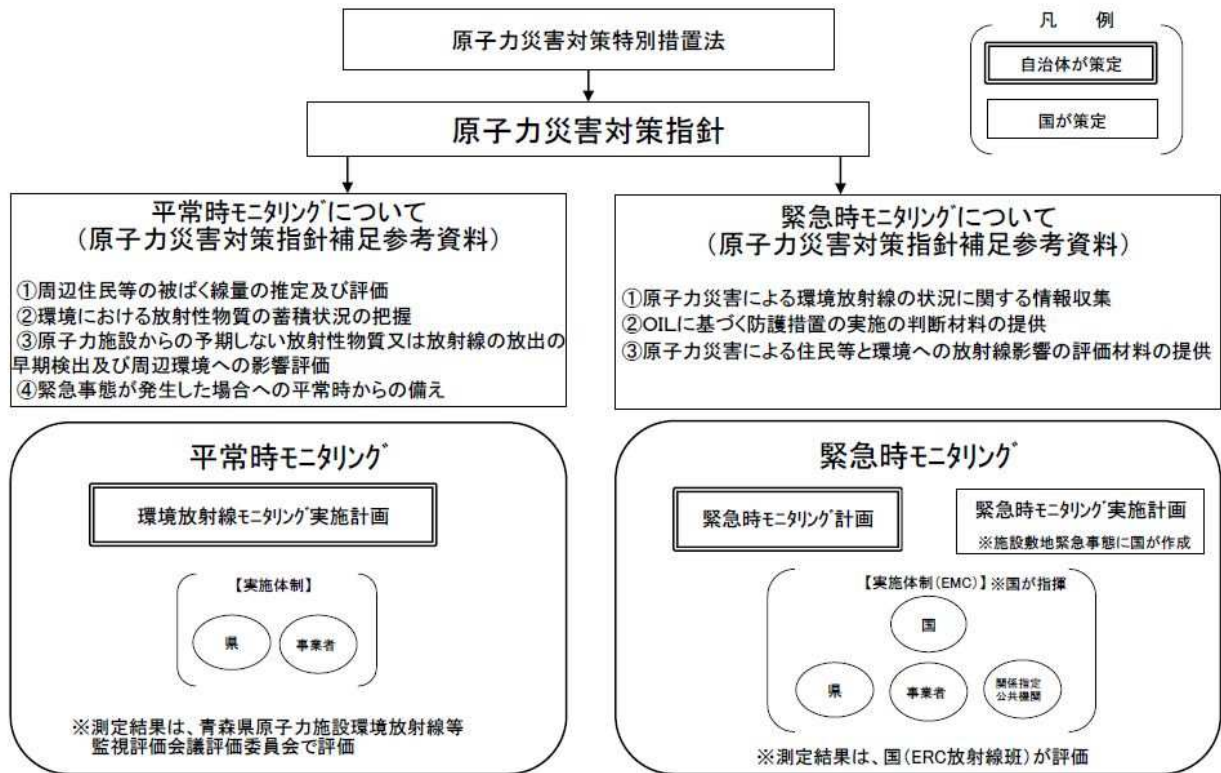 原子力災害対策特別措置法
凡　例
自治体が策定
国が策定
原子力災害対策指針
平常時ﾓﾆﾀﾘﾝｸﾞについて
（原子力災害対策指針補足参考資料）
①周辺住民等の被ばく線量の推定及び評価
②環境における放射性物質の蓄積状況の把握
③原子力施設からの予期しない放射性物質又は放射線の放出の
早期検出及び周辺環境への影響評価
④緊急事態が発生した場合への平常時からの備え
緊急時ﾓﾆﾀﾘﾝｸﾞについて
（原子力災害対策指針補足参考資料）
①原子力災害による環境放射線の状況に関する情報収集
②OILに基づく防護措置の実施の判断材料の提供
③原子力災害による住民等と環境への放射線影響の評価材料の提供
平常時ﾓﾆﾀﾘﾝｸﾞ
環境放射線ﾓﾆﾀﾘﾝｸﾞ実施計画
【実施体制】
県
事業者
※測定結果は、青森県原子力施設環境放射線等
監視評価会議評価委員会で評価
緊急時ﾓﾆﾀﾘﾝｸﾞ
緊急時ﾓﾆﾀﾘﾝｸﾞ計画
緊急時ﾓﾆﾀﾘﾝｸﾞ実施計画
※施設敷地緊急事態に国が作成
【実施体制(EMC)】※国が指揮
国
県
事業者
関係指定
公共機関
※測定結果は、国(ERC放射線班)が評価